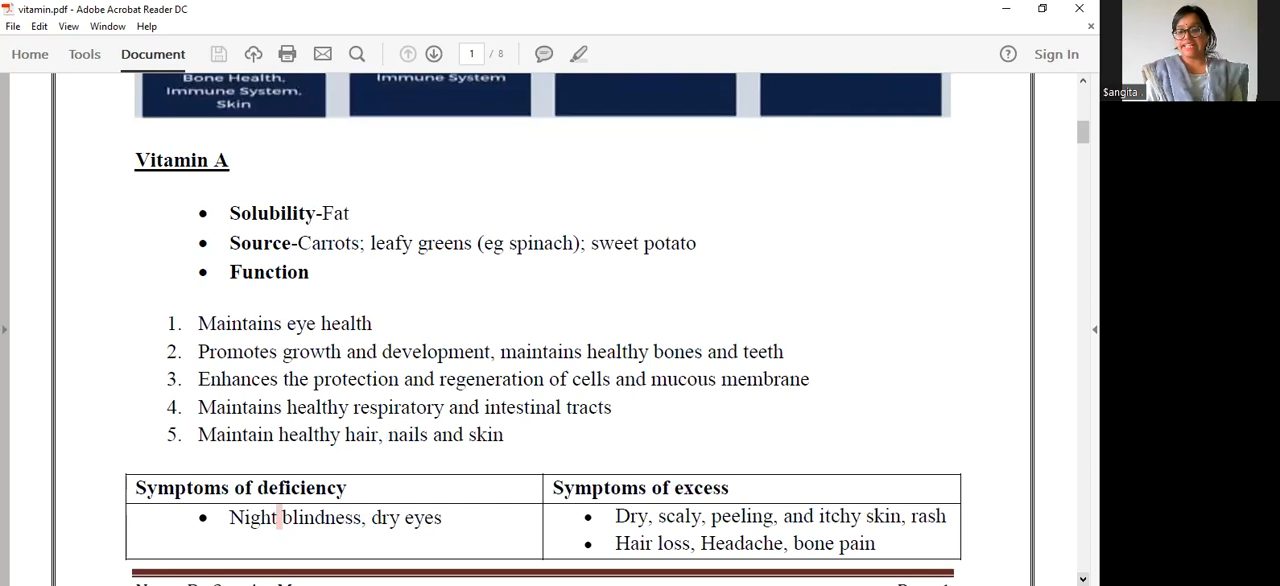 vitamin.pdf - Adobe Acrobat Reader DC
File Edit View Window Help
Home Tools Document 1 / 8 Sign In
Bone Health, Immune System
Immune System,
Skin
Sangita .
Vitamin A
• Solubility-Fat
• Source-Carrots; leafy greens (eg spinach); sweet potato
• Function
1. Maintains eye health
2. Promotes growth and development, maintains healthy bones and teeth
3. Enhances the protection and regeneration of cells and mucous membrane
4. Maintains healthy respiratory and intestinal tracts
5. Maintain healthy hair, nails and skin
Symptoms of deficiency Symptoms of excess
• Night blindness, dry eyes • Dry, scaly, peeling, and itchy skin, rash
• Hair loss, Headache, bone pain